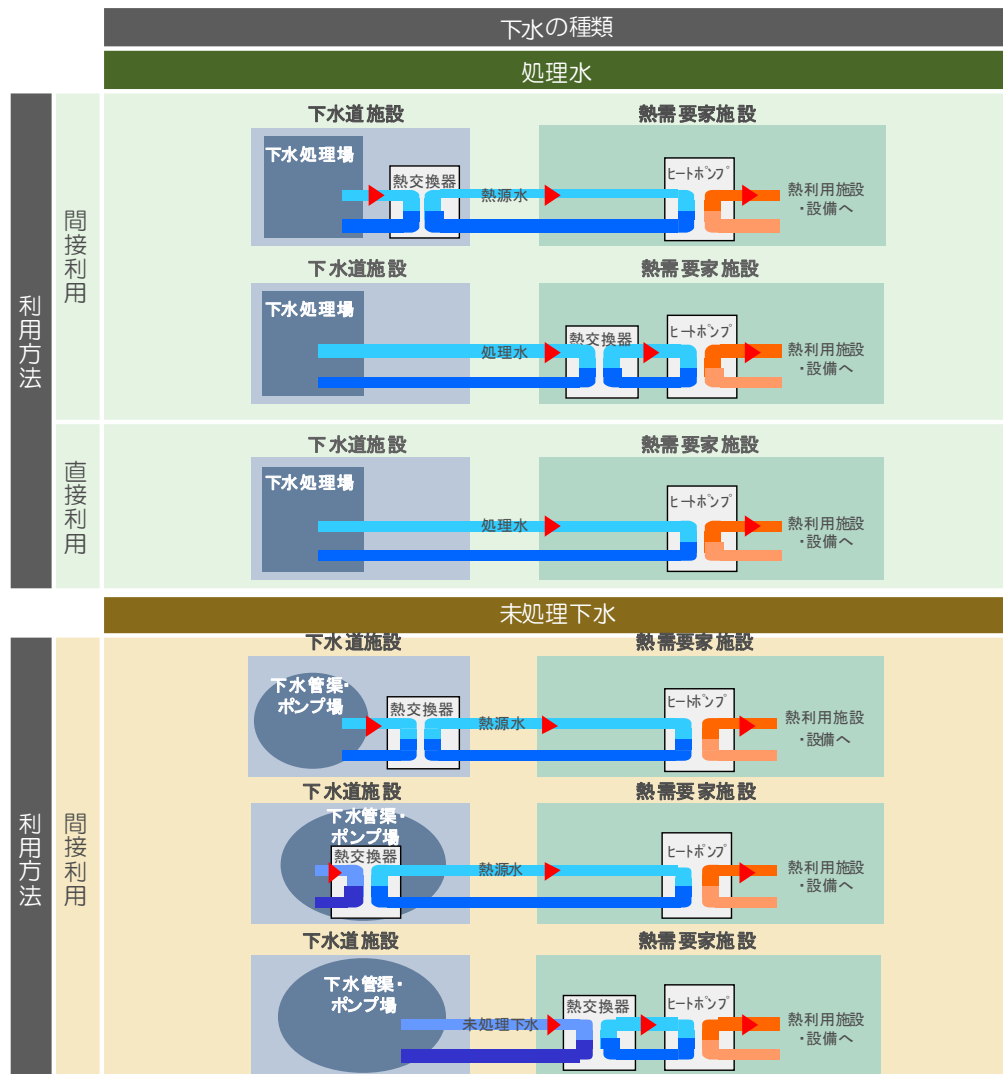 下水の種類
処理水
利用方法
間接利用
下水道施設
熱需要家施設
下水処理場
熱交換器
ヒートポンプ
熱源水
熱利用施設
・設備へ
下水道施設
熱需要家施設
下水処理場
熱交換器
ヒートポンプ
処理水
熱利用施設
・設備へ
直接利用
下水道施設
熱需要家施設
下水処理場
ヒートポンプ
処理水
熱利用施設
・設備へ
未処理下水
利用方法
間接利用
下水道施設
熱需要家施設
下水管渠・
ポンプ場
熱交換器
ヒートポンプ
熱源水
熱利用施設
・設備へ
下水道施設
熱需要家施設
下水管渠・
ポンプ場
熱交換器
ヒートポンプ
熱源水
熱利用施設
・設備へ
下水道施設
熱需要家施設
下水管渠・
ポンプ場
熱交換器
ヒートポンプ
未処理下水
熱利用施設
・設備へ